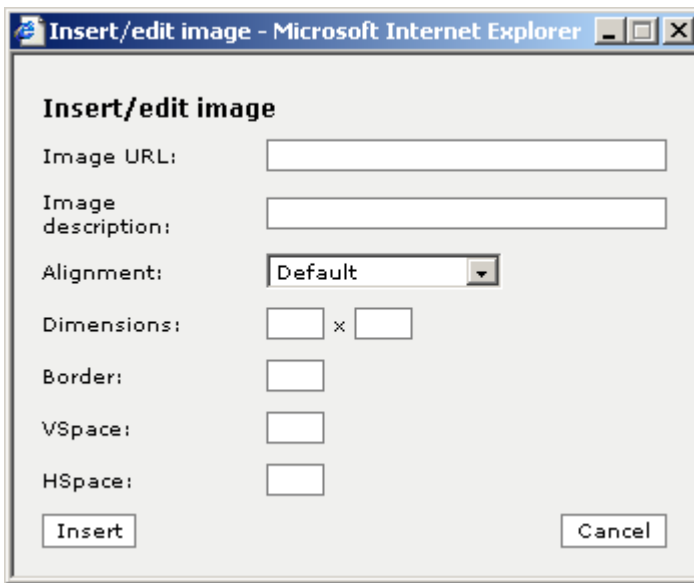 Insert/edit image - Microsoft Internet Explorer
Insert/edit image
Image URL:
Image
description:
Alignment: Default
Dimensions: x
Border:
VSpace:
HSpace:
Insert Cancel